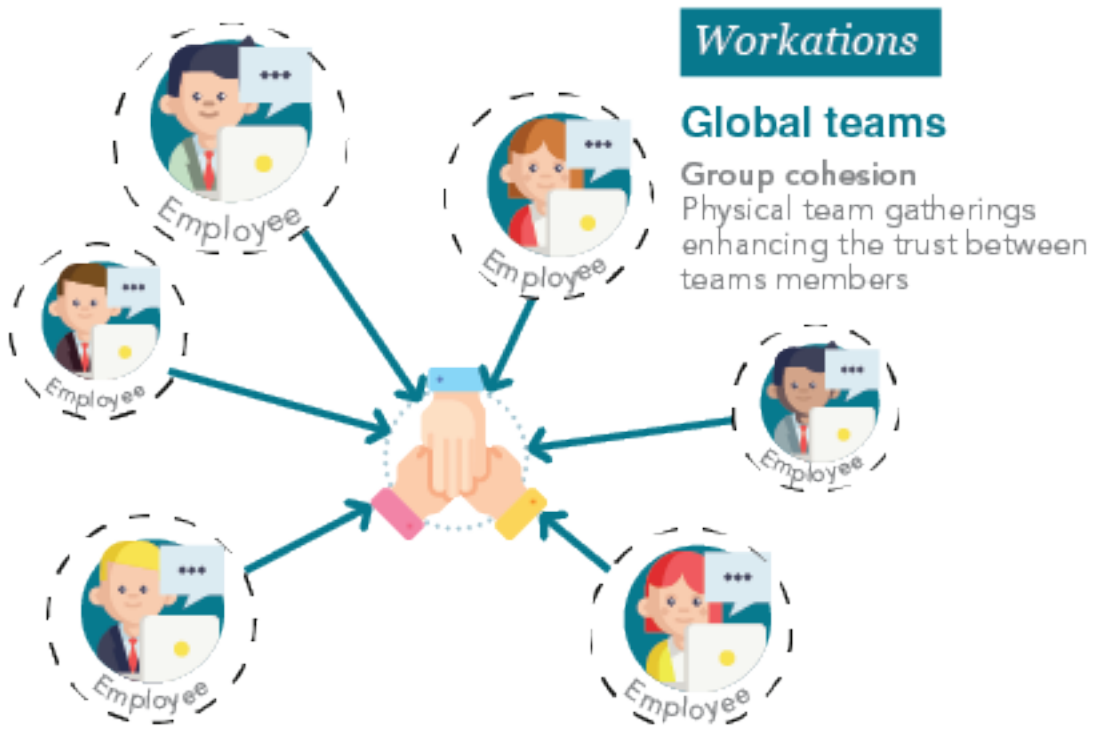 Workations
Global teams
Group cohesion
Physical team gatherings
enhancing the trust between
teams members
Employee
Employee
Employee
Employee
Employee
Employee